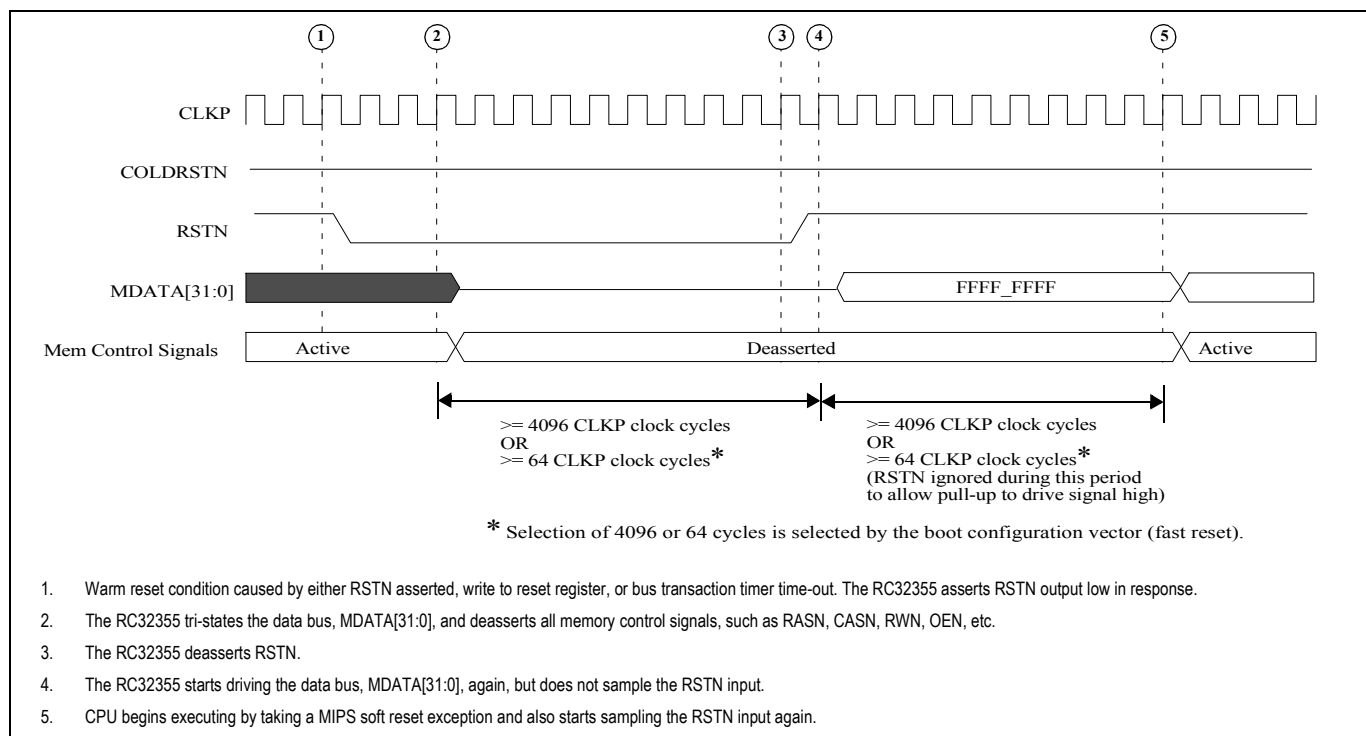 1 2 3 4 5
CLKP
COLDRSTN
RSTN
MDATA[31:0] FFFF_FFFF
Mem Control Signals Active Deasserted Active
>= 4096 CLKP clock cycles
OR
>= 64 CLKP clock cycles*
>= 4096 CLKP clock cycles
OR
>= 64 CLKP clock cycles*
(RSTN ignored during this period
to allow pull-up to drive signal high)
* Selection of 4096 or 64 cycles is selected by the boot configuration vector (fast reset).
1. Warm reset condition caused by either RSTN asserted, write to reset register, or bus transaction timer time-out. The RC32355 asserts RSTN output low in response.
2. The RC32355 tri-states the data bus, MDATA[31:0], and deasserts all memory control signals, such as RASN, CASN, RWN, OEN, etc.
3. The RC32355 deasserts RSTN.
4. The RC32355 starts driving the data bus, MDATA[31:0], again, but does not sample the RSTN input.
5. CPU begins executing by taking a MIPS soft reset exception and also starts sampling the RSTN input again.